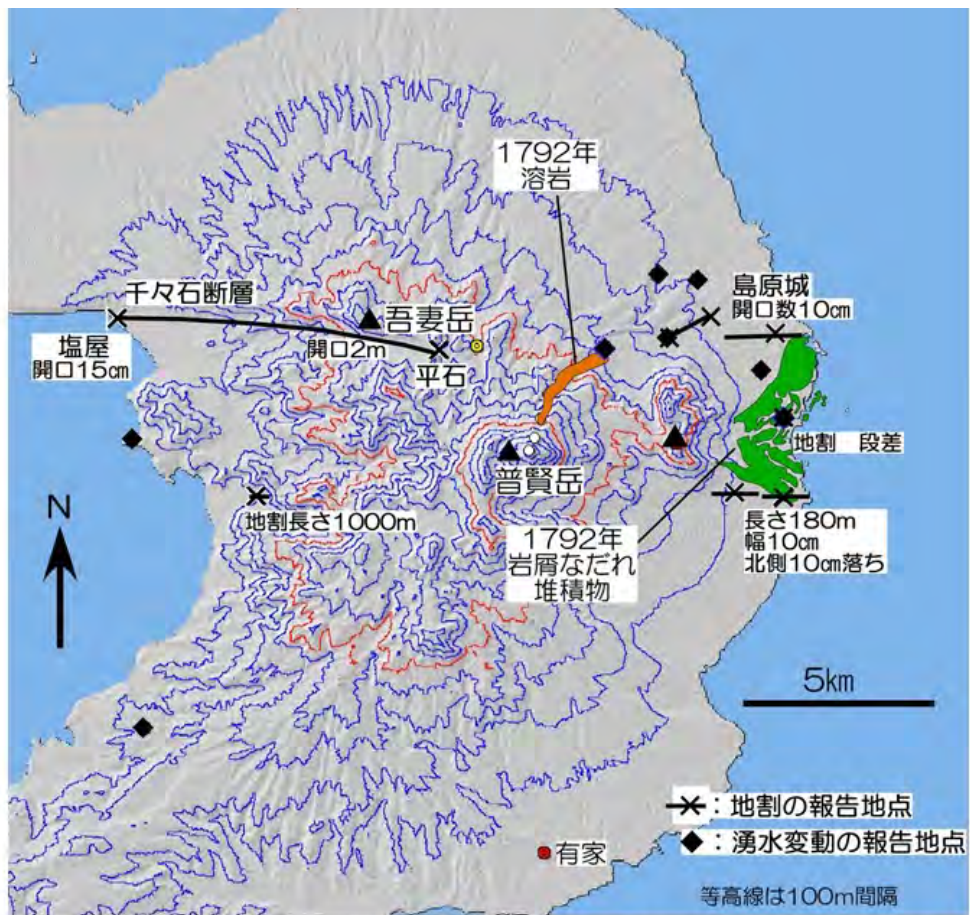 1792年
溶岩
千々石断層
吾妻岳
島原城
開口数10cm
塩屋
開口15cm
開口2m
平石
地割 段差
普賢岳
地割長さ1000m
N
1792年
岩屑なだれ
堆積物
長さ180m
幅10cm
北側10cm落ち
5km
:地割の報告地点
:湧水変動の報告地点
有家
等高線は100m間隔